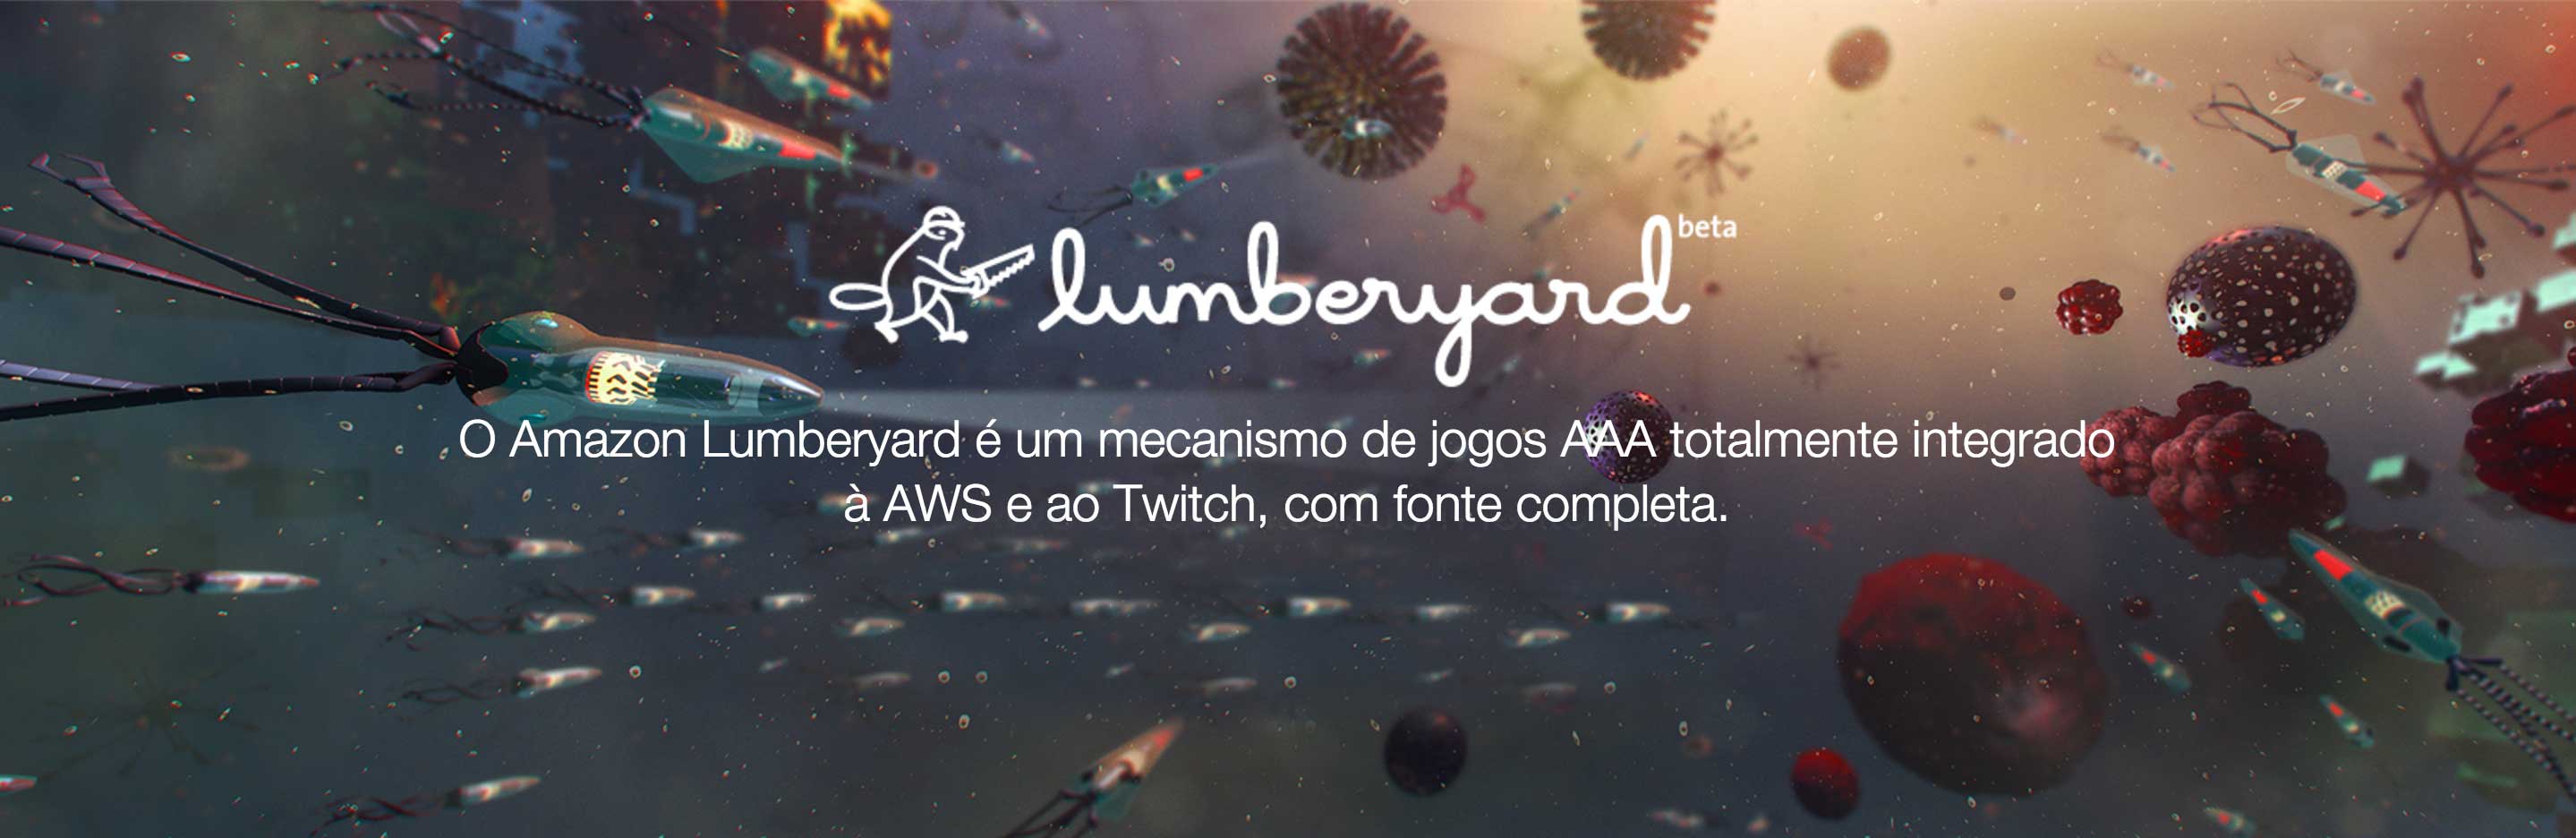 lumberyard beta
O Amazon Lumberyard é um mecanismo de jogos AAA totalmente integrado
à AWS e ao Twitch, com fonte completa.